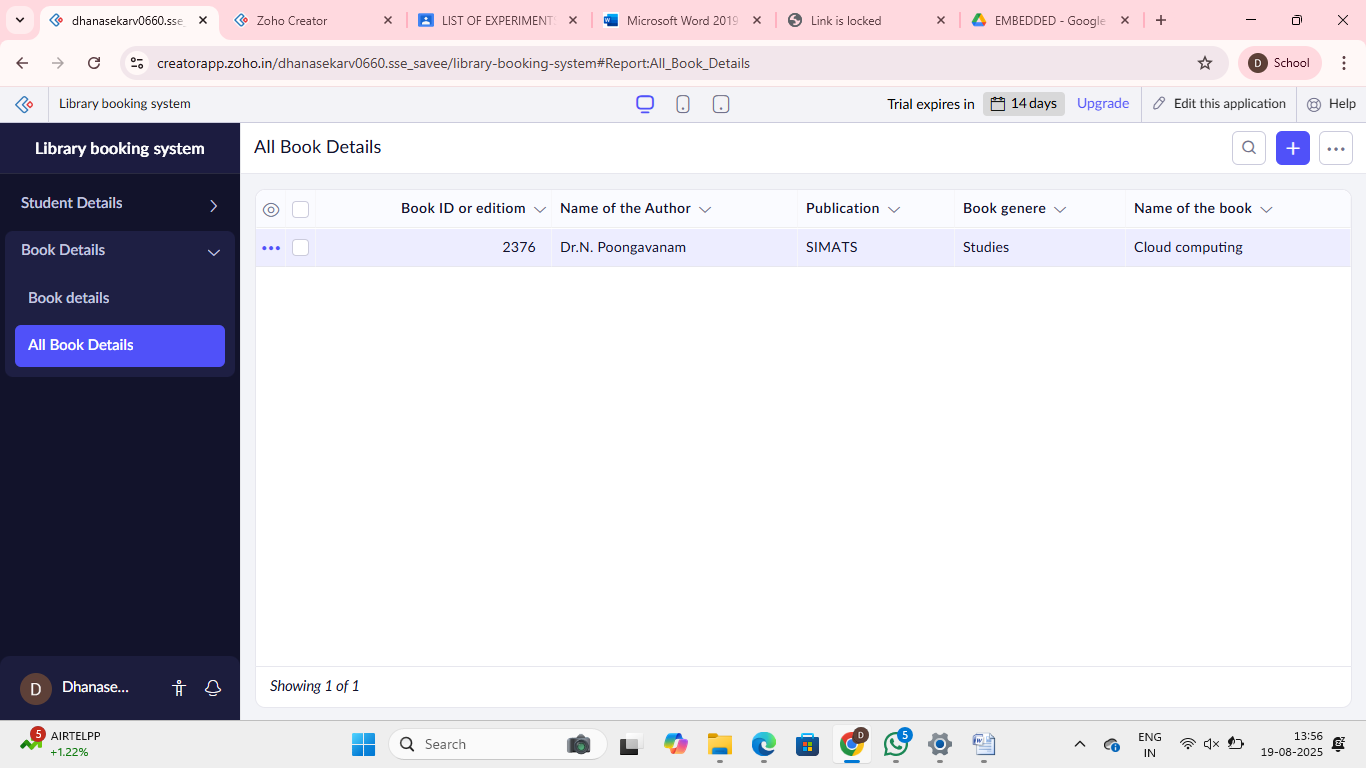 dhanasekarv0660.sse_
Zoho Creator
LIST OF EXPERIMENTS
Microsoft Word 2019
Link is locked
EMBEDDED - Google
creatorapp.zoho.in/dhanasekarv0660.sse_savee/library-booking-system#Report:All_Book_Details
D School
Library booking system
Trial expires in 14 days Upgrade
Edit this application
Help
Library booking system
All Book Details
Student Details
Book Details
Book details
All Book Details
Book ID or editiom Name of the Author Publication Book genere Name of the book
2376 Dr.N. Poongavanam SIMATS Studies Cloud computing
Showing 1 of 1
D Dhanase...
5 AIRTELPP
+1.22%
Search
D
5
ENG
IN
13:56
19-08-2025